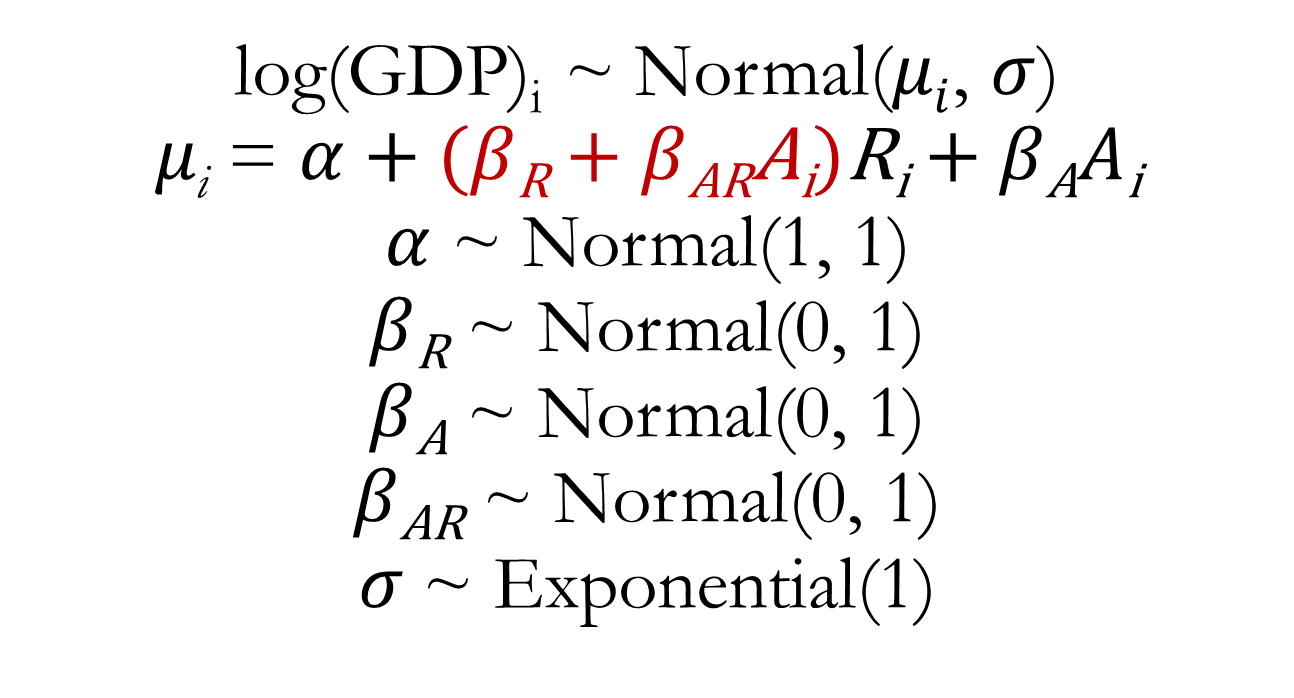 log(GDP)ᵢ ~ Normal(μᵢ, σ)
μᵢ = α + (β_R + β_AR Aᵢ) Rᵢ + β_A Aᵢ
α ~ Normal(1, 1)
β_R ~ Normal(0, 1)
β_A ~ Normal(0, 1)
β_AR ~ Normal(0, 1)
σ ~ Exponential(1)